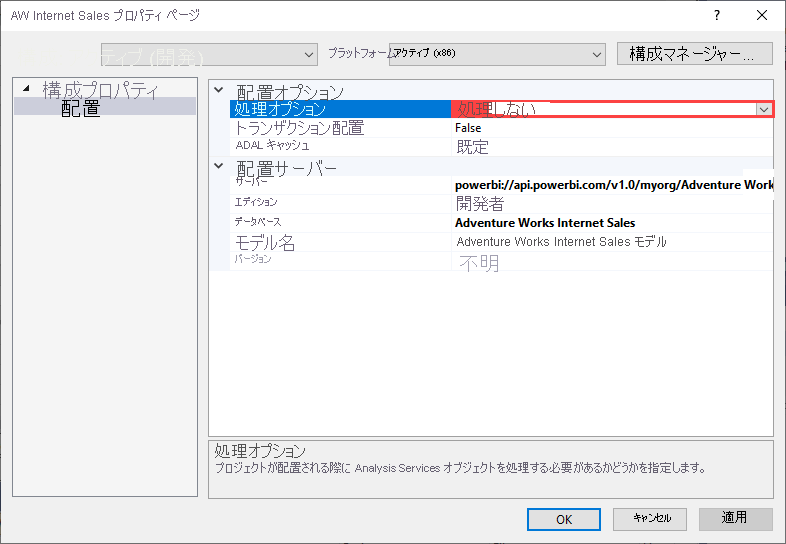 AW Internet Sales プロパティ ページ
ティブ (開発) プラットフォーム アクティブ (x86) 構成マネージャー...
構成プロパティ
配置
配置オプション
処理オプション 処理しない
トランザクション配置 False
ADAL キャッシュ 既定
配置サーバー
サーバー powerbi://api.powerbi.com/v1.0/myorg/Adventure Work
エディション 開発者
データベース Adventure Works Internet Sales
モデル名 Adventure Works Internet Sales モデル
バージョン 不明
処理オプション
プロジェクトが配置される際に Analysis Services オブジェクトを処理する必要があるかどうかを指定します。
OK キャンセル 適用